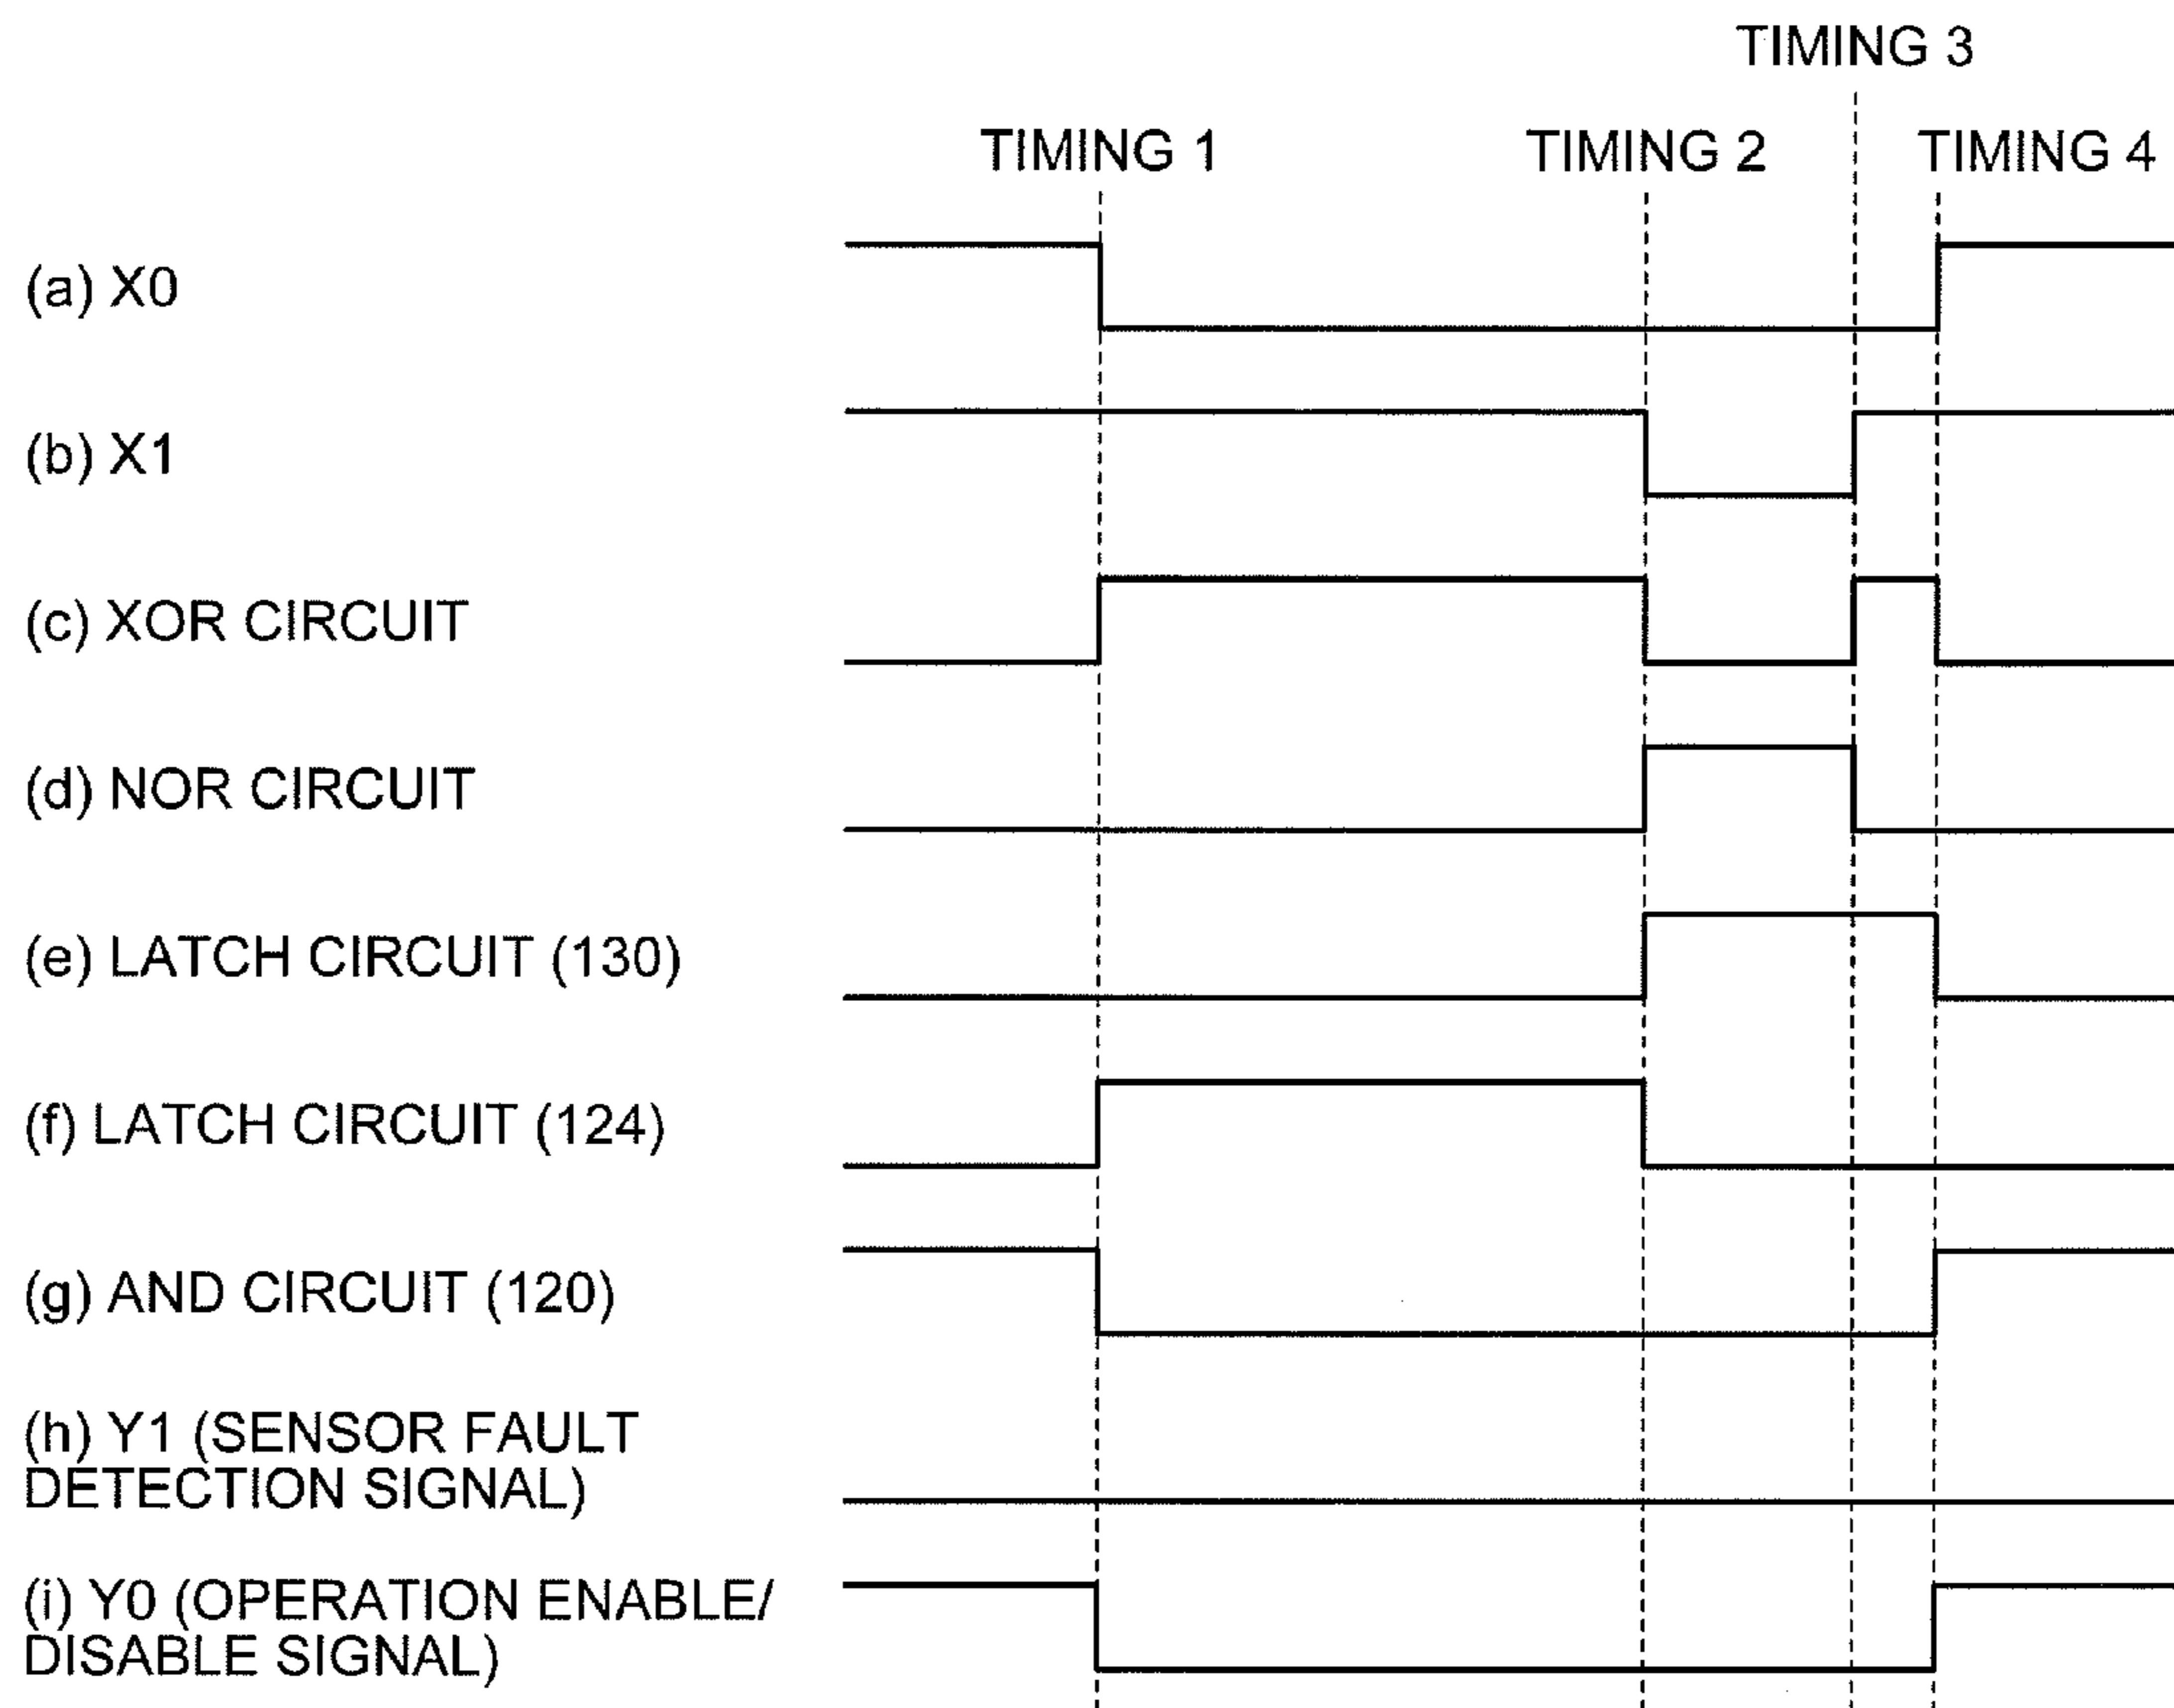 TIMING 3
TIMING 1
TIMING 2
TIMING 4
(a) X0
(b) X1
(c) XOR CIRCUIT
(d) NOR CIRCUIT
(e) LATCH CIRCUIT (130)
(f) LATCH CIRCUIT (124)
(g) AND CIRCUIT (120)
(h) Y1 (SENSOR FAULT
DETECTION SIGNAL)
(i) Y0 (OPERATION ENABLE/
DISABLE SIGNAL)